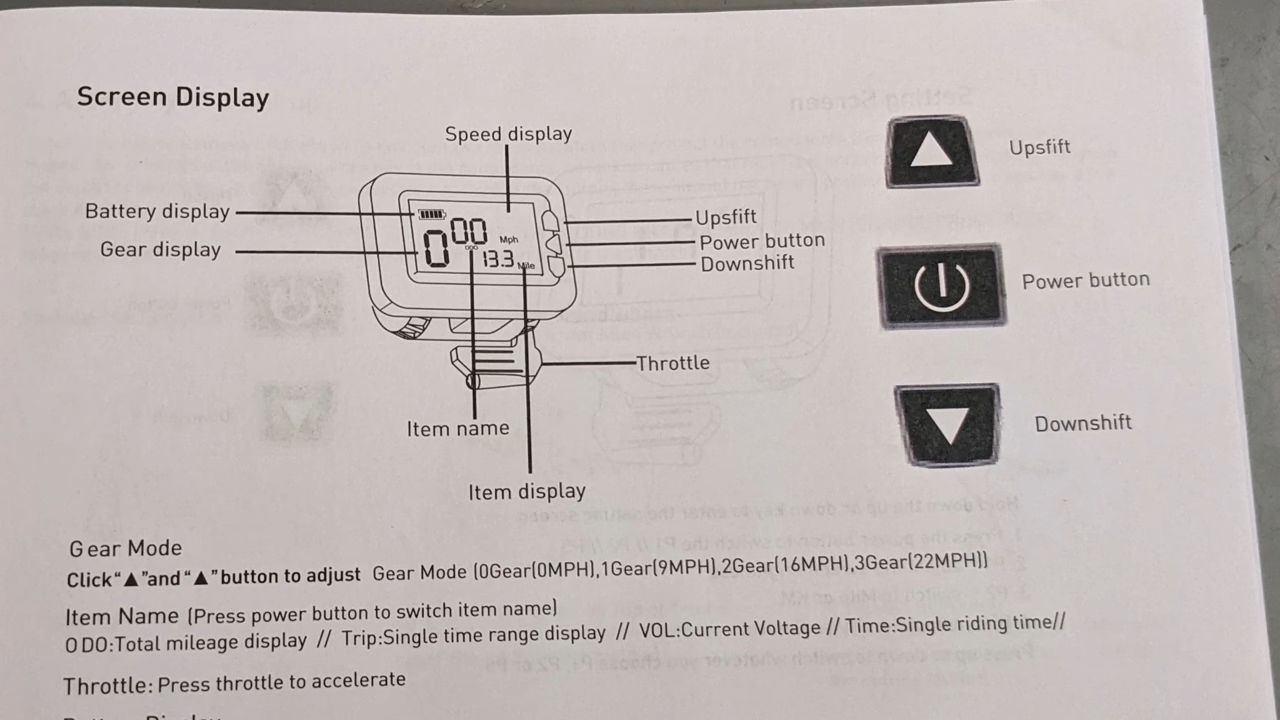 Screen Display
Speed display
Battery display
Gear display
Upsfift
Power button
Downshift
00
Mph
0
ODO
13.3 Mile
Throttle
Item name
Item display
Upsfift
Power button
Downshift
Gear Mode
Click“▲”and“▲”button to adjust Gear Mode (0Gear(0MPH),1Gear(9MPH),2Gear(16MPH),3Gear(22MPH))
Item Name (Press power button to switch item name)
O DO:Total mileage display // Trip:Single time range display // VOL:Current Voltage // Time:Single riding time//
Throttle: Press throttle to accelerate